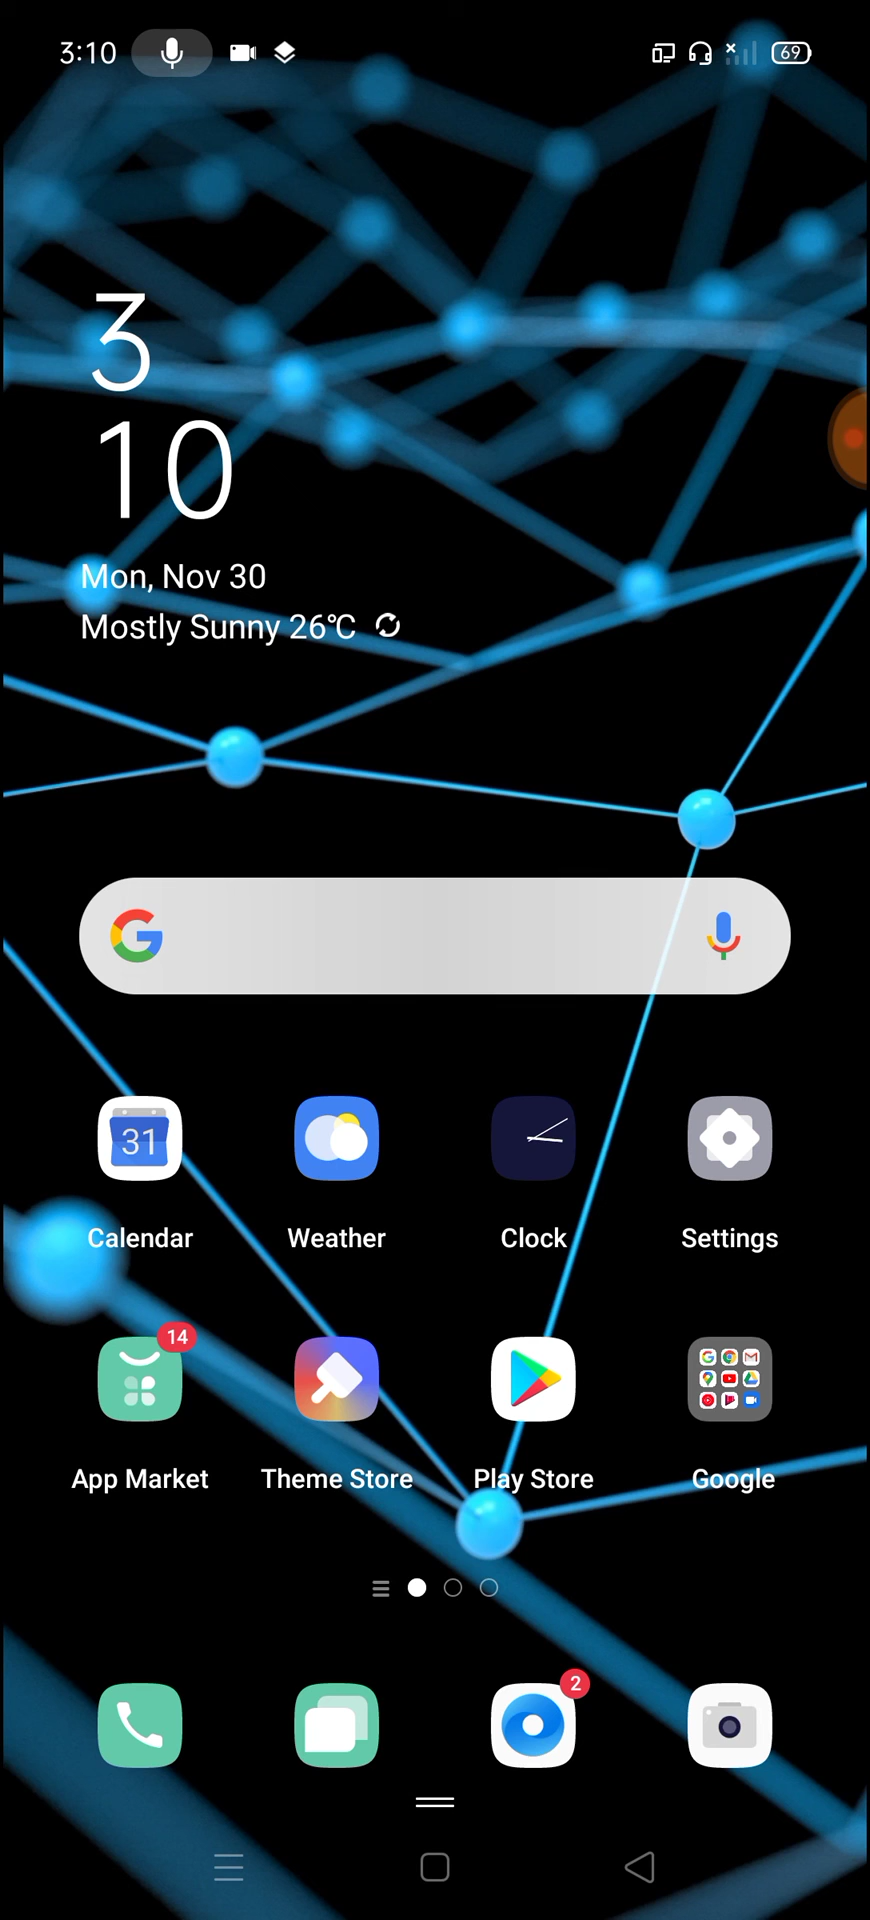 3:10
69
3
10
Mon, Nov 30
Mostly Sunny 26℃
31
Calendar
Weather
Clock
Settings
14
App Market
Theme Store
Play Store
Google
2